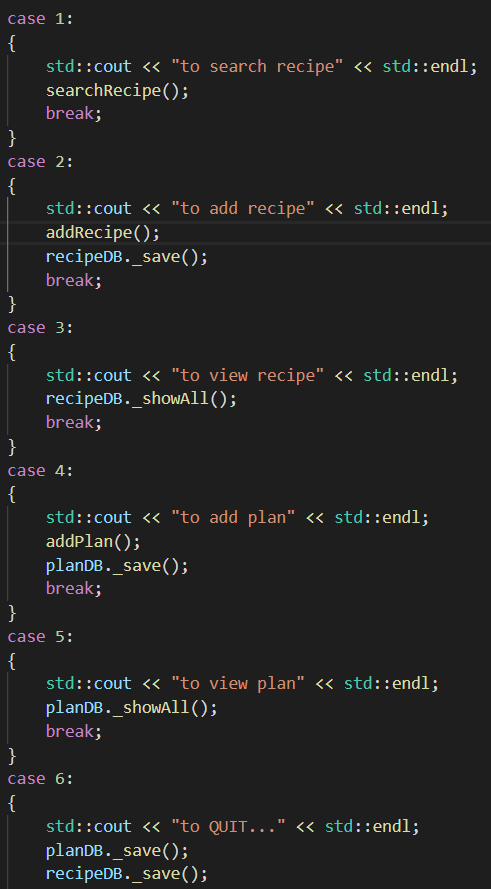 case 1:
{
    std::cout << "to search recipe" << std::endl;
    searchRecipe();
    break;
}
case 2:
{
    std::cout << "to add recipe" << std::endl;
    addRecipe();
    recipeDB._save();
    break;
}
case 3:
{
    std::cout << "to view recipe" << std::endl;
    recipeDB._showAll();
    break;
}
case 4:
{
    std::cout << "to add plan" << std::endl;
    addPlan();
    planDB._save();
    break;
}
case 5:
{
    std::cout << "to view plan" << std::endl;
    planDB._showAll();
    break;
}
case 6:
{
    std::cout << "to QUIT..." << std::endl;
    planDB._save();
    recipeDB._save();